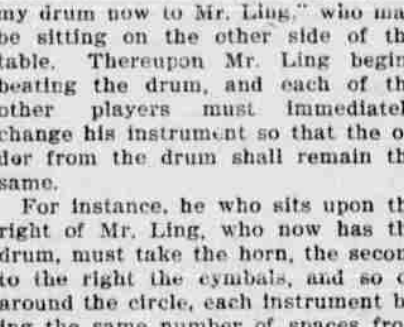 my drum now to Mr. Ling," who ma
be sitting on the other side of th
table. Thereupon Mr. Ling begin
beating the drum, and each of th
other players must immediatel
change his instrument so that the o
der from the drum shall remain th
same.
For instance, he who sits upon th
right of Mr. Ling, who now has th
drum, must take the horn, the secon
to the right the cymbals, and so o
around the circle, each instrument b
ing the same number of spaces fro